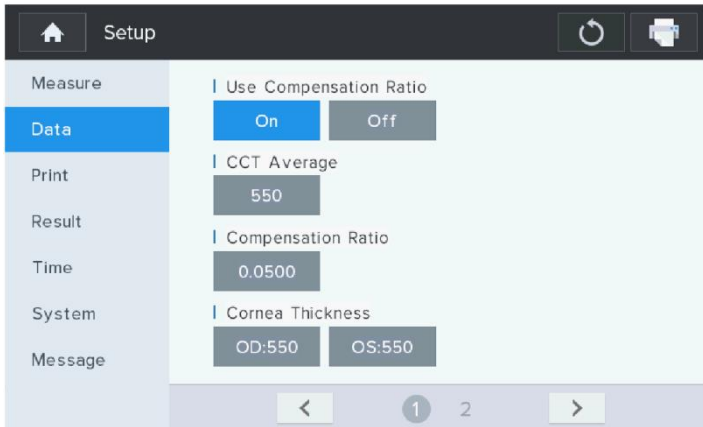 Setup
Measure
Data
Print
Result
Time
System
Message
Use Compensation Ratio
On Off
CCT Average
550
Compensation Ratio
0.0500
Cornea Thickness
OD:550 OS:550
< 1 2 >